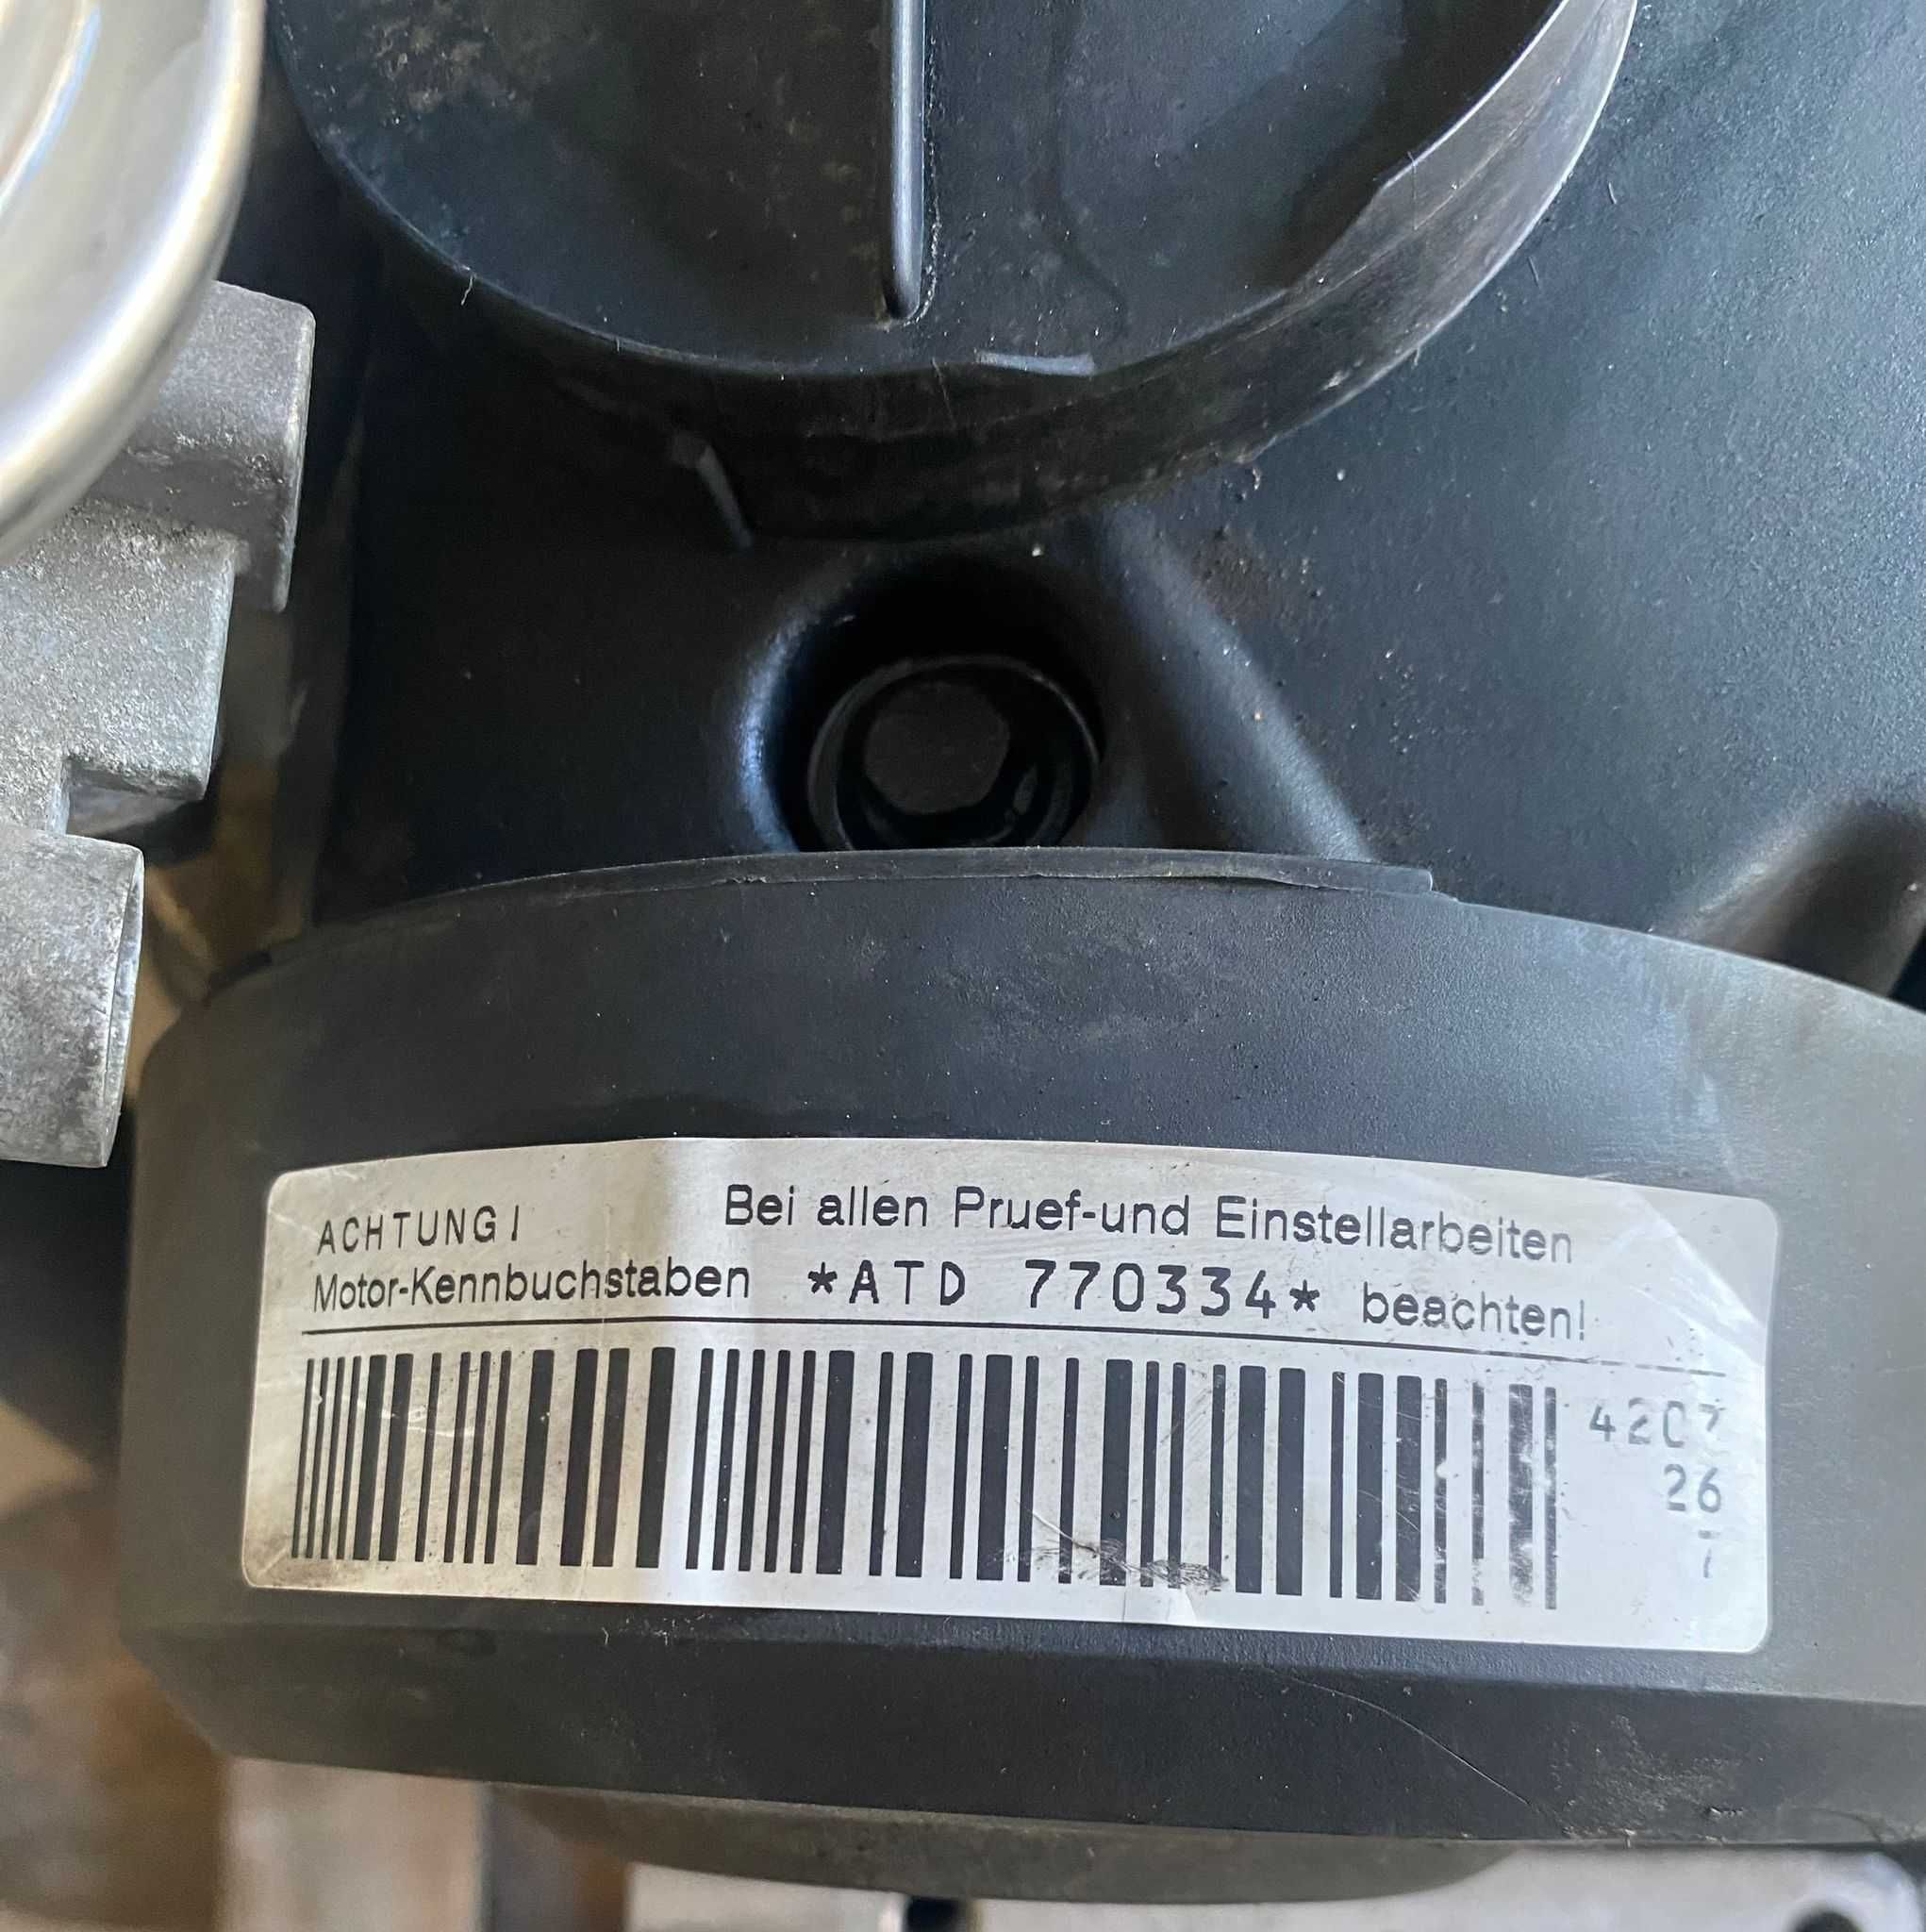 ACHTUNG! Bei allen Pruef-und Einstellarbeiten
Motor-Kennbuchstaben *ATD 770334* beachten!
26